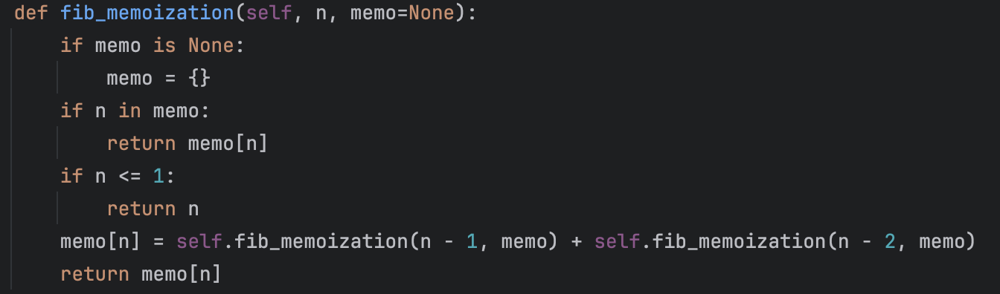 def fib_memoization(self, n, memo=None):
    if memo is None:
        memo = {}
    if n in memo:
        return memo[n]
    if n <= 1:
        return n
    memo[n] = self.fib_memoization(n - 1, memo) + self.fib_memoization(n - 2, memo)
    return memo[n]